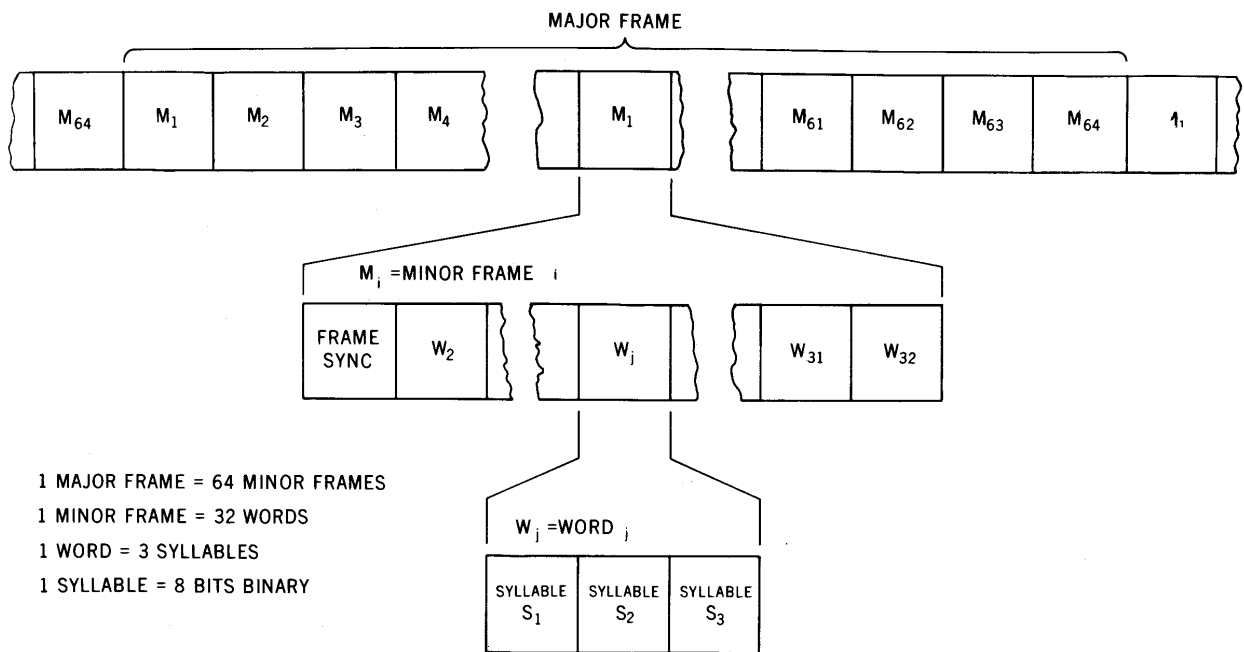 MAJOR FRAME
M64 M1 M2 M3 M4 M1 M61 M62 M63 M64
Mi =MINOR FRAME i
FRAME SYNC W2 Wj W31 W32
1 MAJOR FRAME = 64 MINOR FRAMES
1 MINOR FRAME = 32 WORDS
1 WORD = 3 SYLLABLES
1 SYLLABLE = 8 BITS BINARY
Wj =WORD j
SYLLABLE S1 SYLLABLE S2 SYLLABLE S3